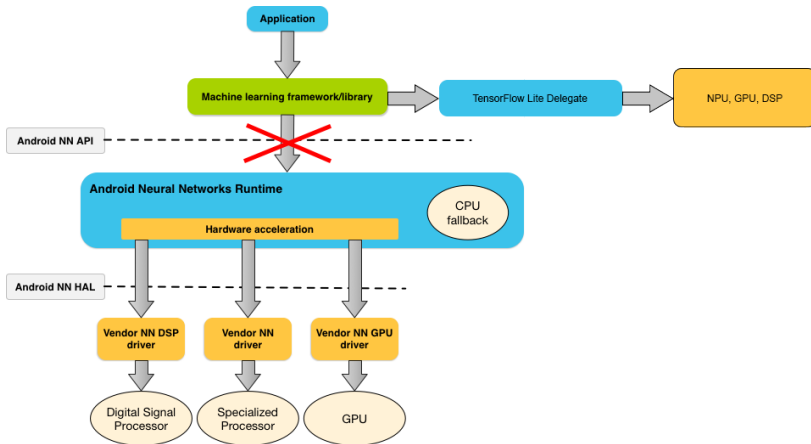 Application
Machine learning framework/library
TensorFlow Lite Delegate
NPU, GPU, DSP
Android NN API
Android Neural Networks Runtime
CPU
fallback
Hardware acceleration
Android NN HAL
Vendor NN DSP
driver
Vendor NN
driver
Vendor NN GPU
driver
Digital Signal
Processor
Specialized
Processor
GPU